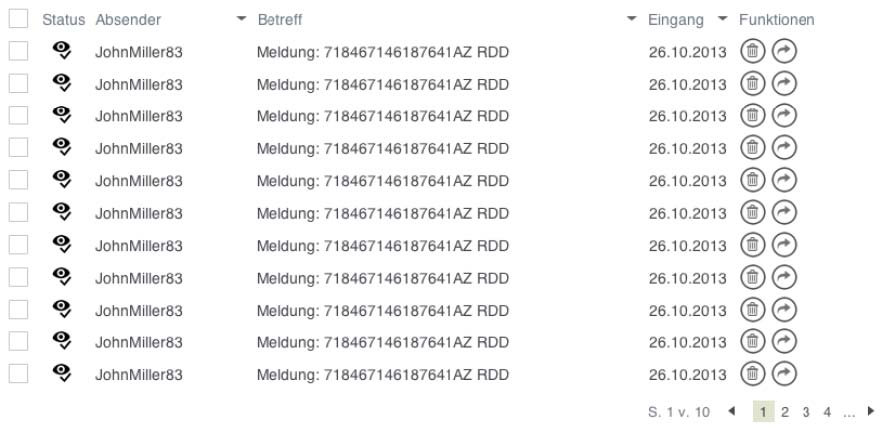 Status Absender Betreff Eingang Funktionen
JohnMiller83 Meldung: 718467146187641AZ RDD 26.10.2013
JohnMiller83 Meldung: 718467146187641AZ RDD 26.10.2013
JohnMiller83 Meldung: 718467146187641AZ RDD 26.10.2013
JohnMiller83 Meldung: 718467146187641AZ RDD 26.10.2013
JohnMiller83 Meldung: 718467146187641AZ RDD 26.10.2013
JohnMiller83 Meldung: 718467146187641AZ RDD 26.10.2013
JohnMiller83 Meldung: 718467146187641AZ RDD 26.10.2013
JohnMiller83 Meldung: 718467146187641AZ RDD 26.10.2013
JohnMiller83 Meldung: 718467146187641AZ RDD 26.10.2013
JohnMiller83 Meldung: 718467146187641AZ RDD 26.10.2013
JohnMiller83 Meldung: 718467146187641AZ RDD 26.10.2013
S. 1 v. 10 1 2 3 4 ...